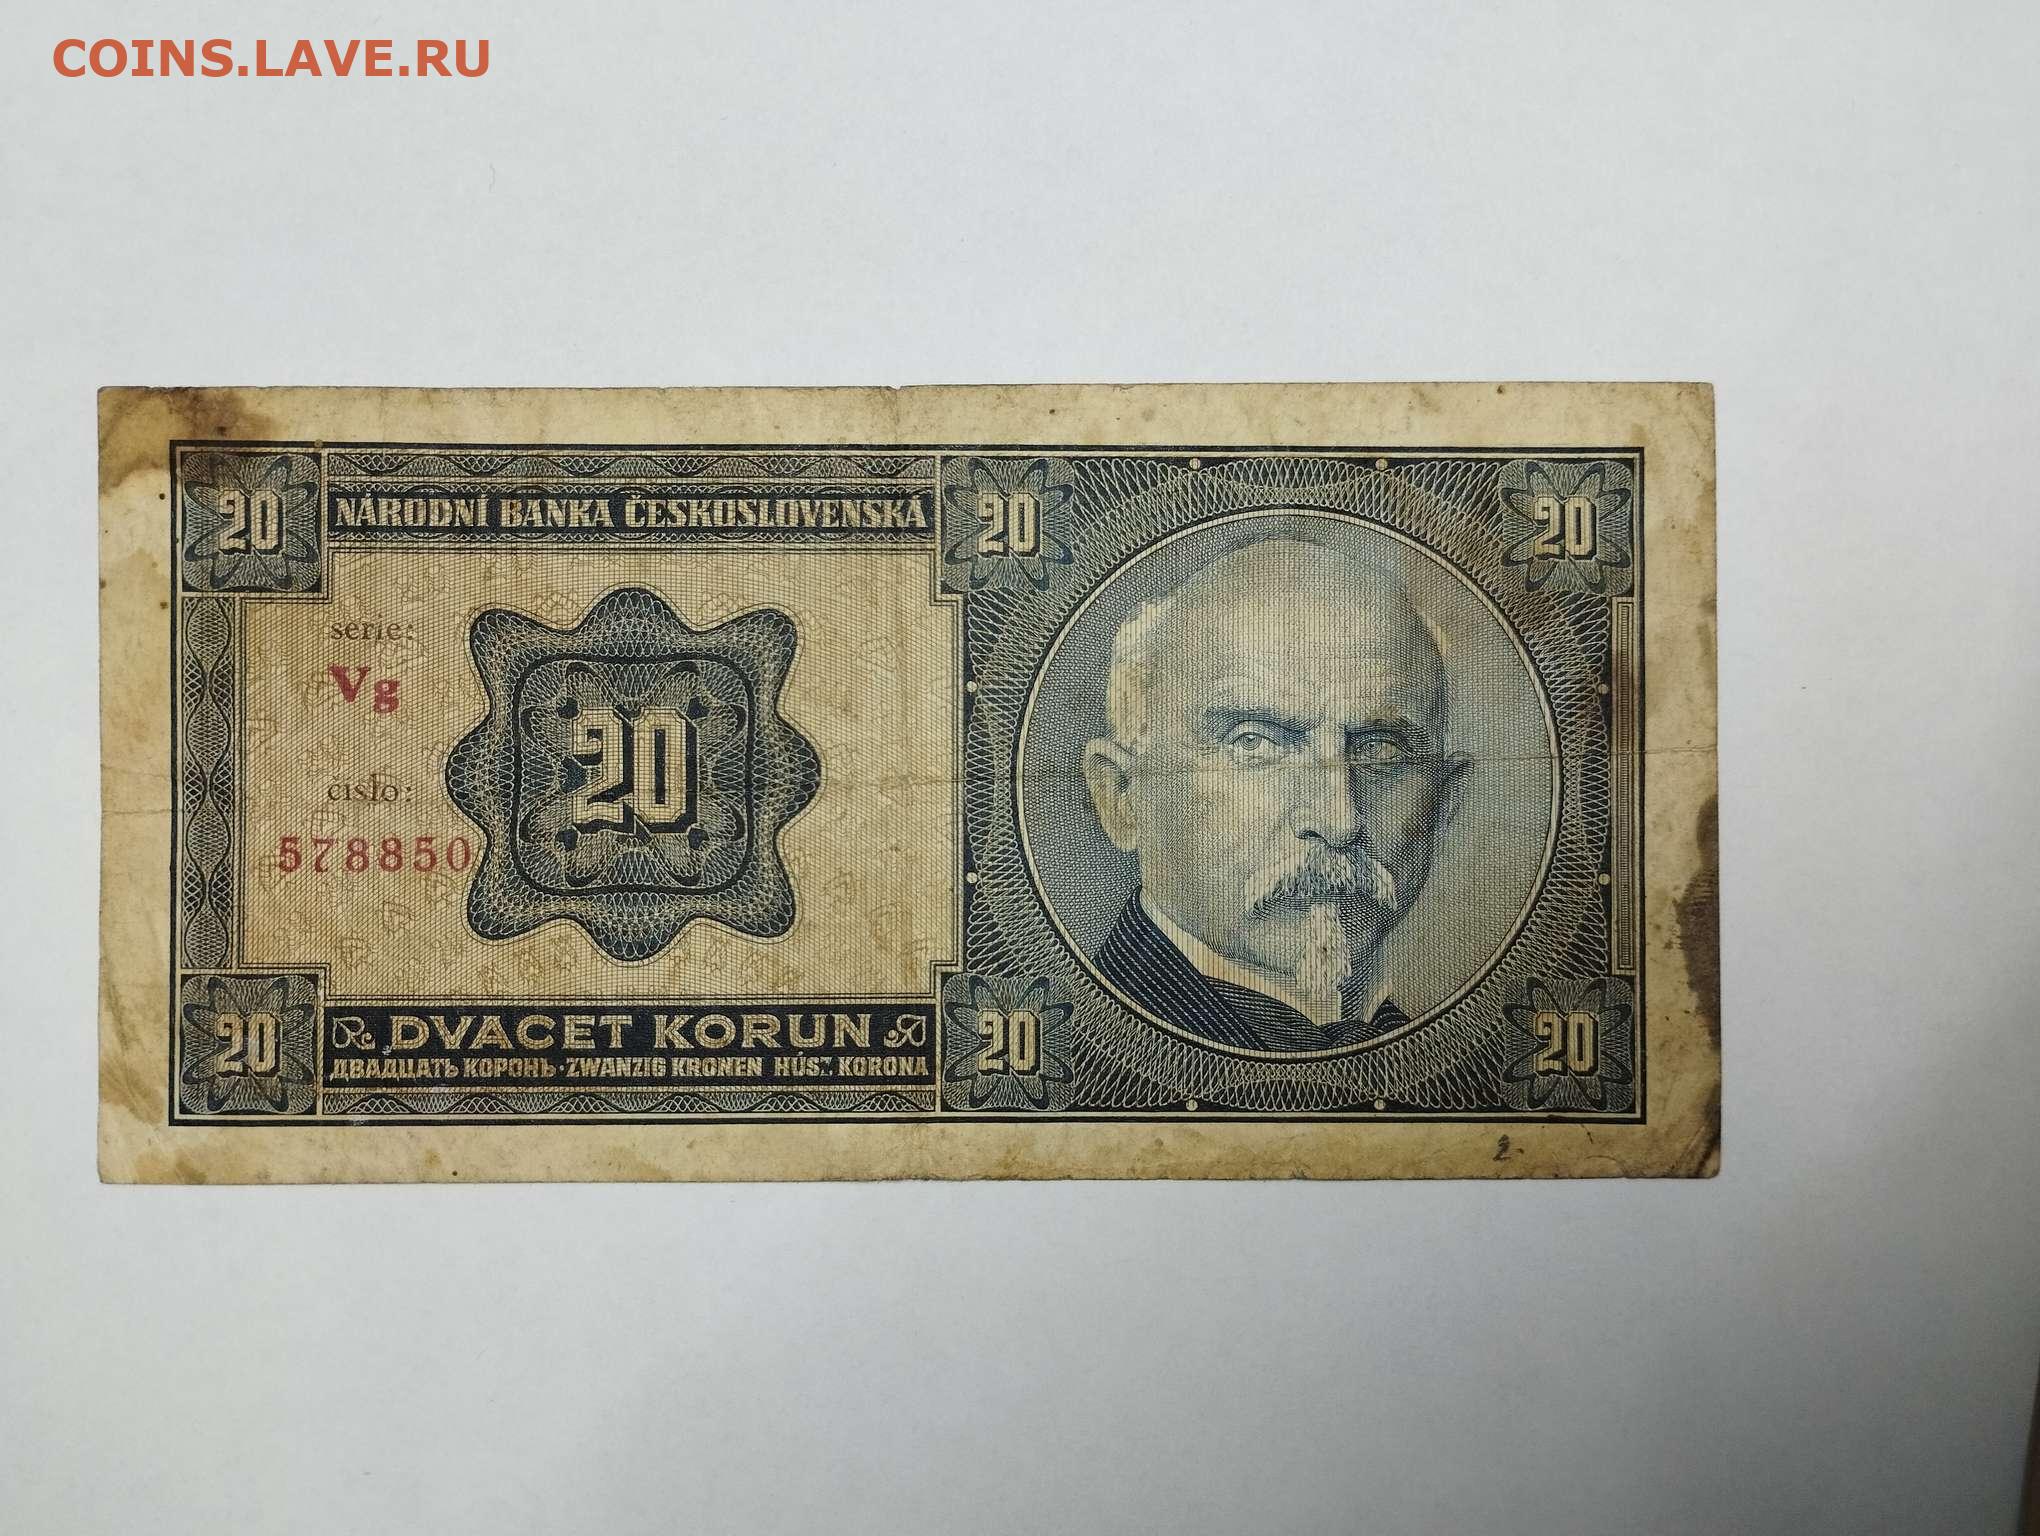 COINS.LAVE.RU
20
NÁRODNÍ BANKA ČESKOSLOVENSKÁ
20
20
serie:
Vg
20
číslo:
578850
20
DVACET KORUN
ДВАДЦАТЬ КОРОНЬ · ZWANZIG KRONEN HÚSZ KORONA
20
20
2.